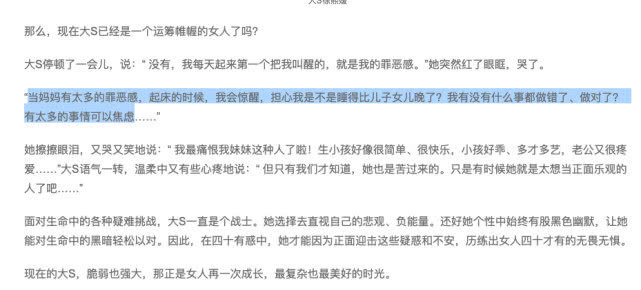 大S徐熙媛
那么，现在大S已经是一个运筹帷幄的女人了吗?
大S停顿了一会儿，说：“ 没有，我每天起来第一个把我叫醒的，就是我的罪恶感。”她突然红了眼眶，哭了。
“当妈妈有太多的罪恶感，起床的时候，我会惊醒，担心我是不是睡得比儿子女儿晚了？我有没有什么事都做错了、做对了？
有太多的事情可以焦虑……”
她擦擦眼泪，又哭又笑地说：“ 我最痛恨我妹妹这种人了啦！生小孩好像很简单、很快乐，小孩好乖、多才多艺，老公又很疼
爱……”大S语气一转，温柔中又有些心疼地说：“ 但只有我们才知道，她也是苦过来的。只是有时候她就是太想当正面乐观的
人了吧……”
面对生命中的各种疑难挑战，大S一直是个战士。她选择去直视自己的悲观、负能量。还好她个性中始终有股黑色幽默，让她
能对生命中的黑暗轻松以对。因此，在四十有惑中，她才能因为正面迎击这些疑惑和不安，历练出女人四十才有的无畏无惧。
现在的大S，脆弱也强大，那正是女人再一次成长，最复杂也最美好的时光。